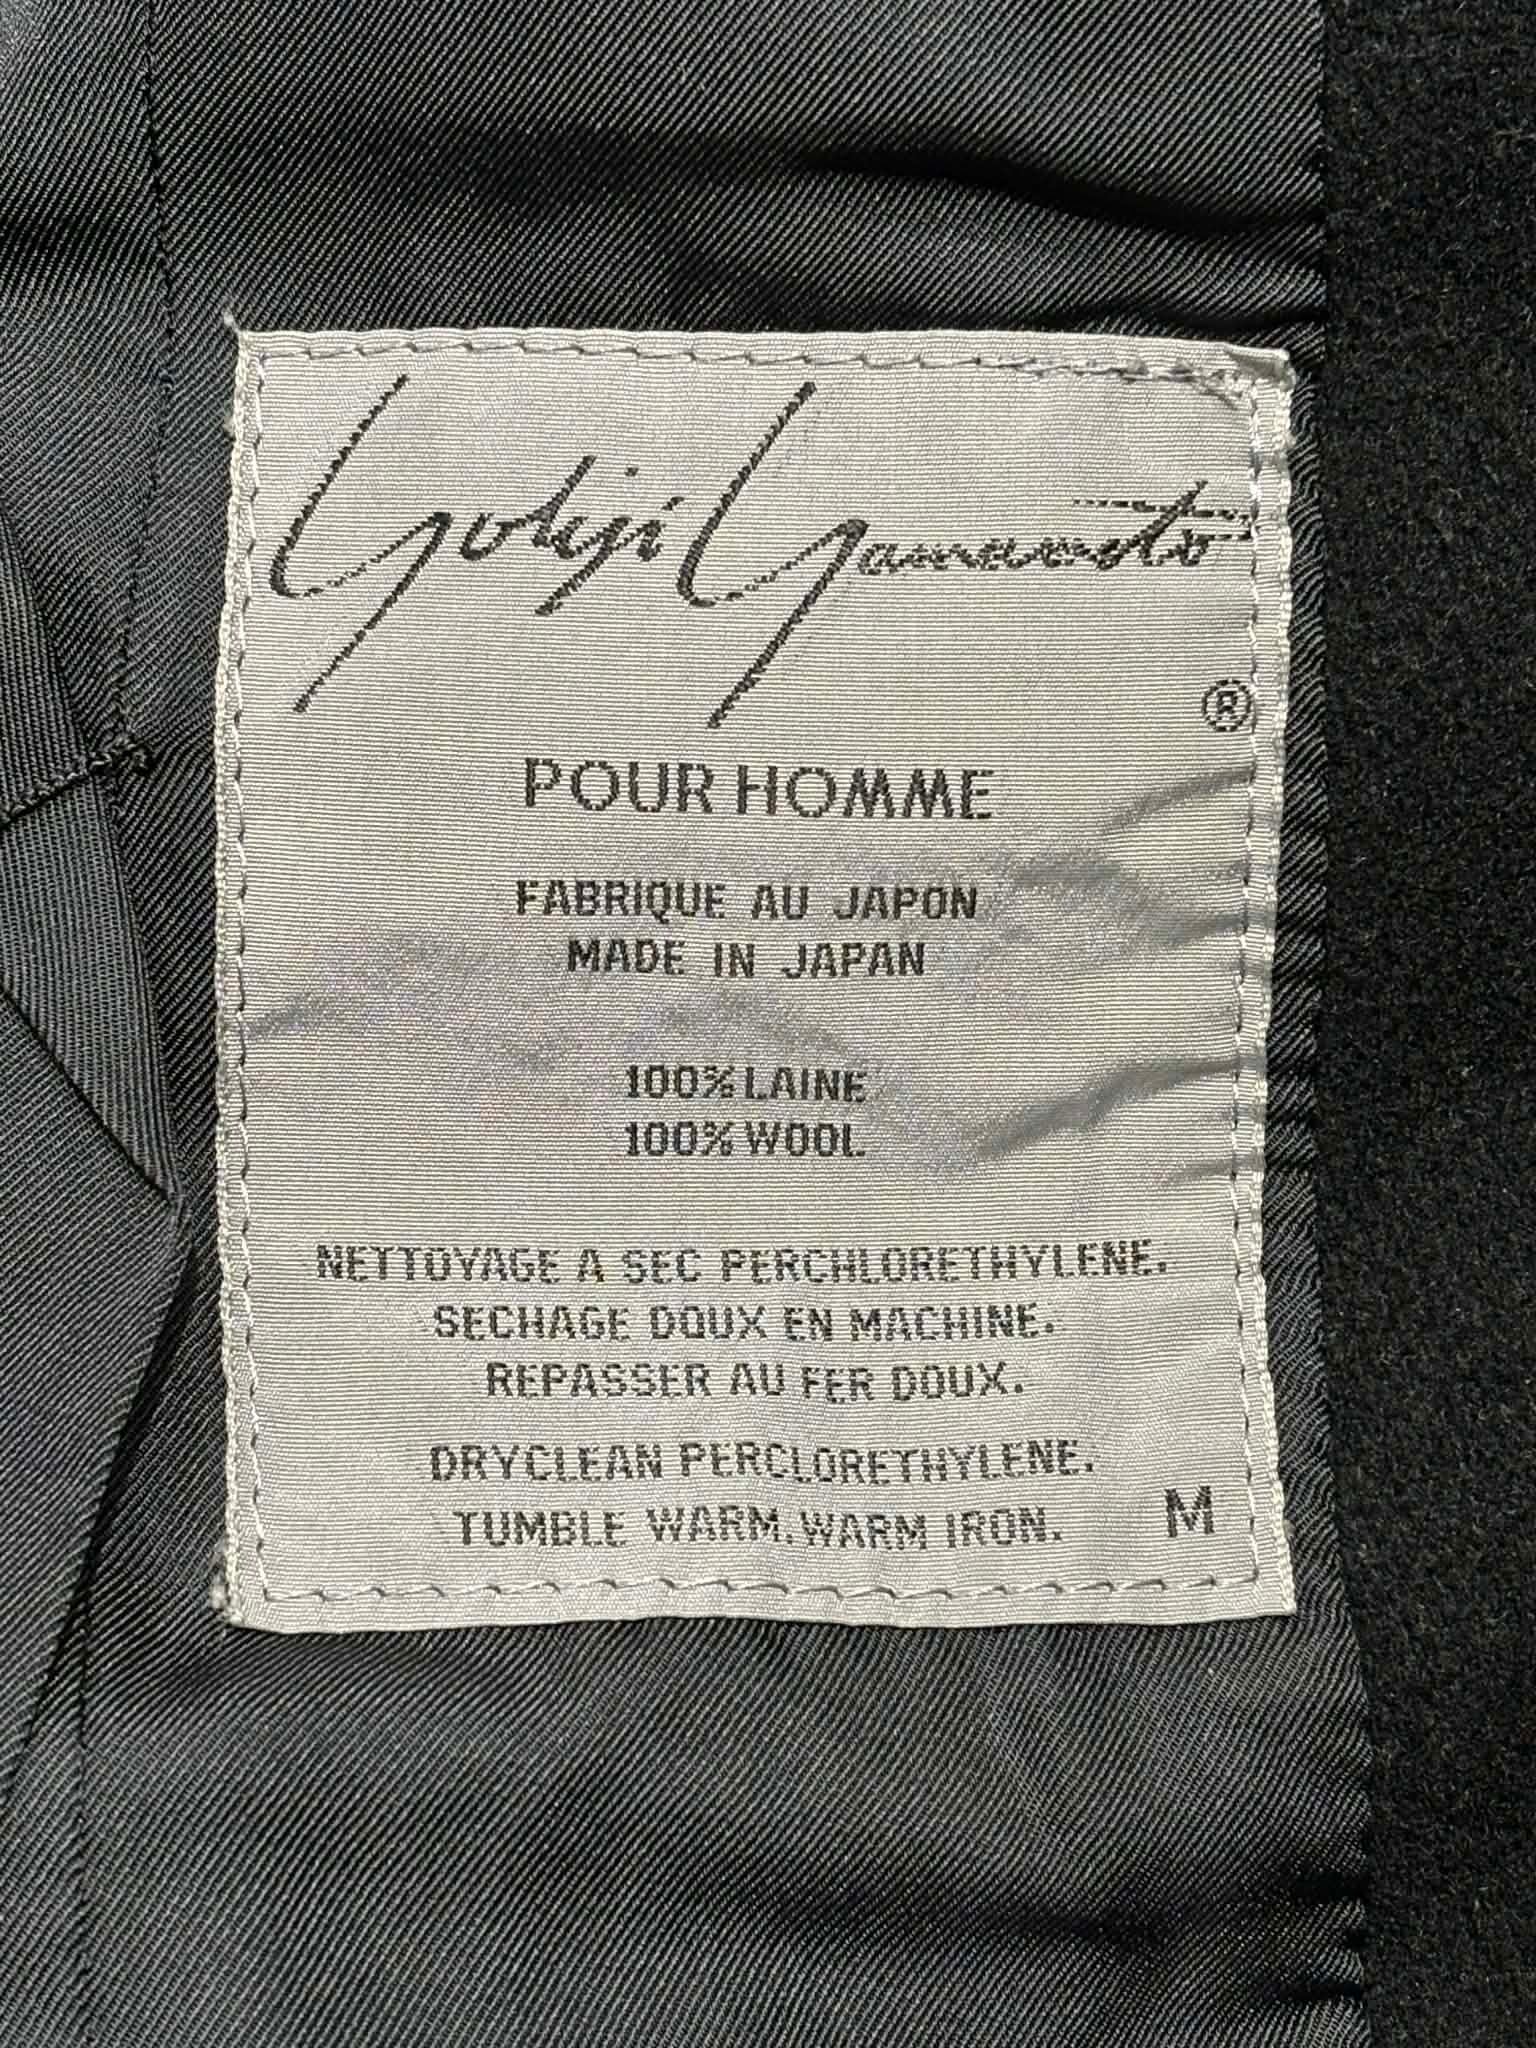 Yohji Yamamoto
®
POUR HOMME
FABRIQUE AU JAPON
MADE IN JAPAN
100% LAINE
100% WOOL
NETTOYAGE A SEC PERCHLORETHYLENE.
SECHAGE DOUX EN MACHINE.
REPASSER AU FER DOUX.
DRYCLEAN PERCLORETHYLENE.
TUMBLE WARM. WARM IRON. M